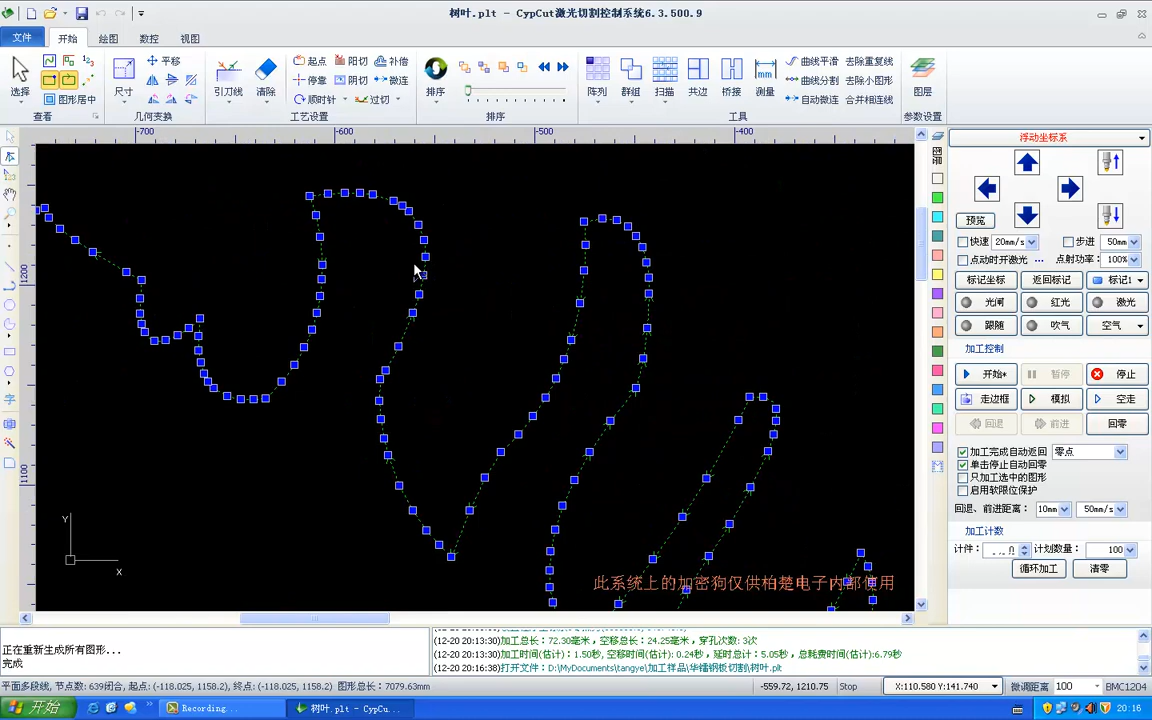 树叶.plt - CypCut激光切割控制系统6.3.500.9
文件 开始 绘图 数控 视图
选择 图形居中 查看
尺寸 平移 几何变换
引刀线 清除 起点 停靠 顺时针 阳切 阴切 过切 补偿 微连 工艺设置
排序 排序
阵列 群组 扫描 共边 桥接 测量 曲线平滑 曲线分割 自动微连 去除重复线 去除小图形 合并相连线 工具
图层 参数设置
-700 -600 -500 -400
1200
1100
Y
X
此系统上的加密狗仅供柏楚电子内部使用
图层
浮动坐标系
预览
快速 20mm/s 步进 50mm
点动时开激光 … 点射功率: 100%
标记坐标 返回标记 标记1
光闸 红光 激光
跟随 吹气 空气
加工控制
开始* 暂停 停止
走边框 模拟 空走
回退 前进 回零
加工完成自动返回 零点
单击停止自动回零
只加工选中的图形
启用软限位保护
回退、前进距离: 10mm 50mm/s
加工计数
计件: 计划数量: 100
循环加工 清零
正在重新生成所有图形...
完成
(12-20 20:13:30)加工总长：72.30毫米，空移总长：24.25毫米，穿孔次数: 3次
(12-20 20:13:30)加工时间(估计): 1.50秒, 空移时间(估计): 0.24秒，延时总计：5.05秒，总耗费时间(估计):6.79秒
(12-20 20:16:38)打开文件: D:\MyDocuments\tangye\加工样品\华镭钢板切割\树叶.plt
平面多段线, 节点数: 639闭合, 起点: (-118.025, 1158.2), 终点: (-118.031, 1158.2) 图形总长: 7079.63mm
-559.72, 1210.75 Stop X:110.580 Y:141.740 微调距离 100 BMC1204
开始 Recording... 树叶.plt - CypCu... 20:16